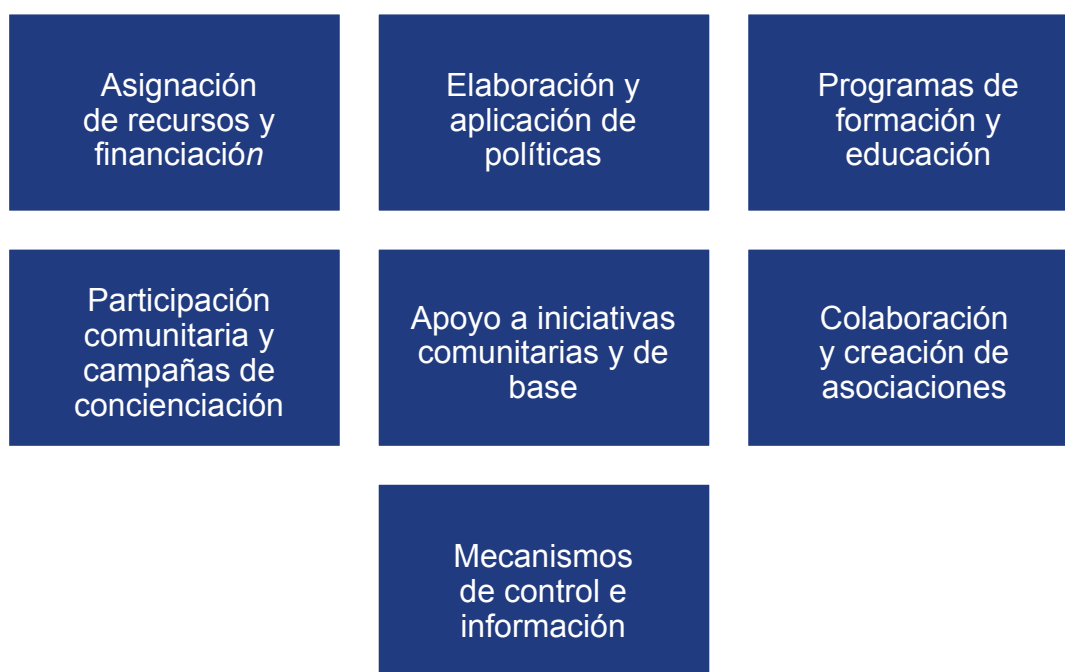 Asignación
de recursos y
financiación
Elaboración y
aplicación de
políticas
Programas de
formación y
educación
Participación
comunitaria y
campañas de
concienciación
Apoyo a iniciativas
comunitarias y de
base
Colaboración
y creación de
asociaciones
Mecanismos
de control e
información